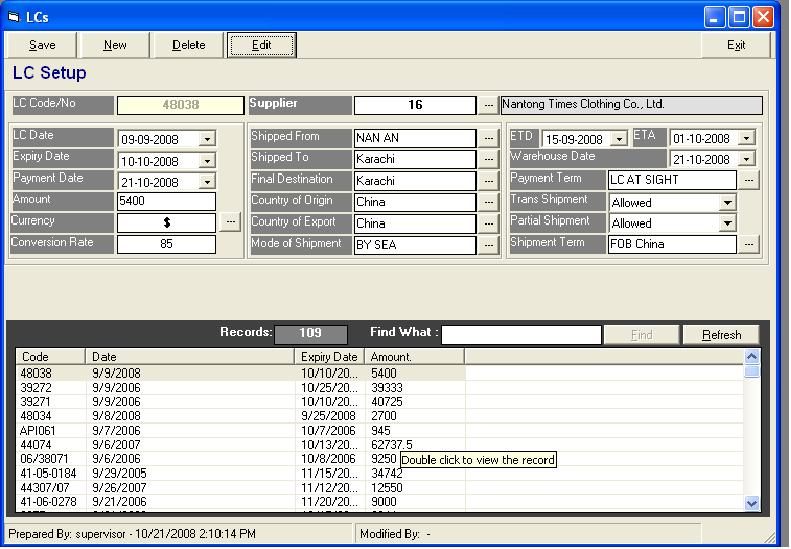 LCs
Save New Delete Edit Exit
LC Setup
LC Code/No 48038 Supplier 16 ... Nantong Times Clothing Co., Ltd.
LC Date 09-09-2008 Shipped From NAN AN ... ETD 15-09-2008 ETA 01-10-2008
Expiry Date 10-10-2008 Shipped To Karachi ... Warehouse Date 21-10-2008
Payment Date 21-10-2008 Final Destination Karachi ... Payment Term LC AT SIGHT ...
Amount 5400 Country of Origin China ... Trans Shipment Allowed
Currency $ ... Country of Export China ... Partial Shipment Allowed
Conversion Rate 85 Mode of Shipment BY SEA ... Shipment Term FOB China ...
Records: 109 Find What : Find Refresh
Code Date Expiry Date Amount.
48038 9/9/2008 10/10/20... 5400
39272 9/9/2006 10/25/20... 39333
39271 9/9/2006 10/10/20... 40725
48034 9/8/2008 9/25/2008 2700
API061 9/7/2006 10/7/2006 945
44074 9/6/2007 10/13/20... 62737.5
06/38071 9/6/2006 10/8/2006 9250 Double click to view the record
41-05-0184 9/29/2005 11/15/20... 34742
44307/07 9/26/2007 11/12/20... 12550
41-06-0278 9/21/2006 11/20/20... 9000
Prepared By: supervisor - 10/21/2008 2:10:14 PM Modified By: -